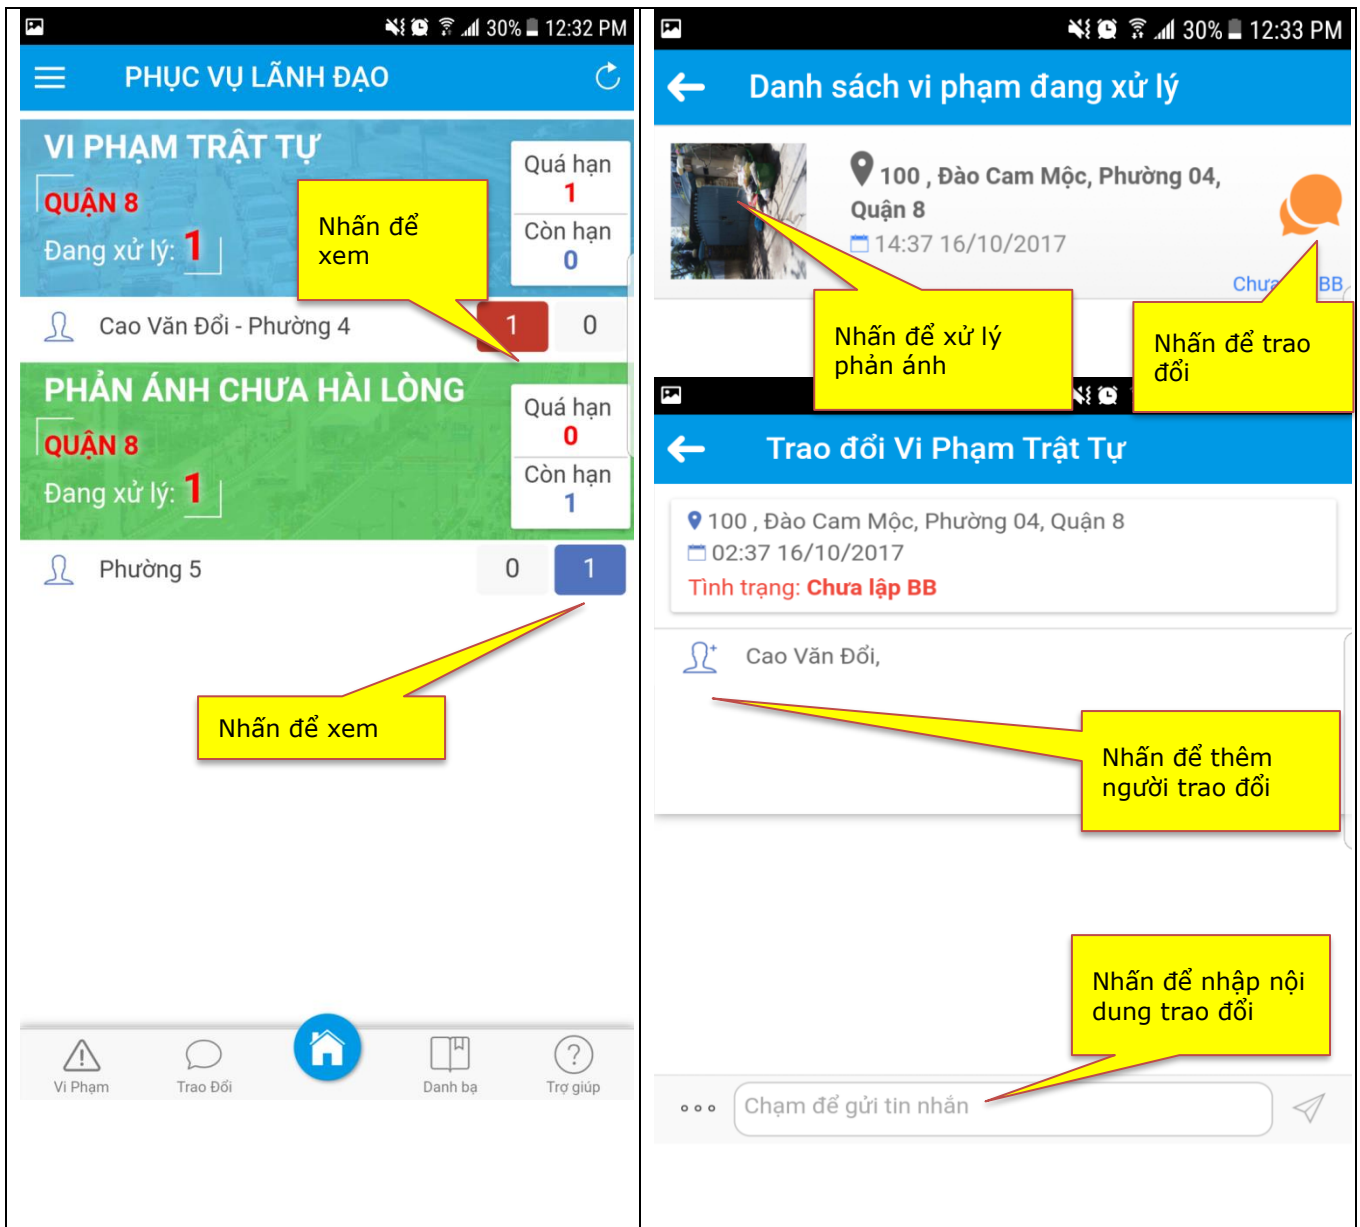 30% 12:32 PM
PHỤC VỤ LÃNH ĐẠO
VI PHẠM TRẬT TỰ
QUẬN 8
Đang xử lý: 1
Quá hạn
1
Còn hạn
0
Nhấn để
xem
Cao Văn Đổi - Phường 4
1 0
PHẢN ÁNH CHƯA HÀI LÒNG
QUẬN 8
Đang xử lý: 1
Quá hạn
0
Còn hạn
1
Phường 5
0 1
Nhấn để xem
Vi Phạm
Trao Đổi
Danh bạ
Trợ giúp
30% 12:33 PM
Danh sách vi phạm đang xử lý
100 , Đào Cam Mộc, Phường 04,
Quận 8
14:37 16/10/2017
BB
Nhấn để xử lý
phản ánh
Nhấn để trao
đổi
Trao đổi Vi Phạm Trật Tự
100 , Đào Cam Mộc, Phường 04, Quận 8
02:37 16/10/2017
Tình trạng: Chưa lập BB
Cao Văn Đổi,
Nhấn để thêm
người trao đổi
Nhấn để nhập nội
dung trao đổi
Chạm để gửi tin nhắn